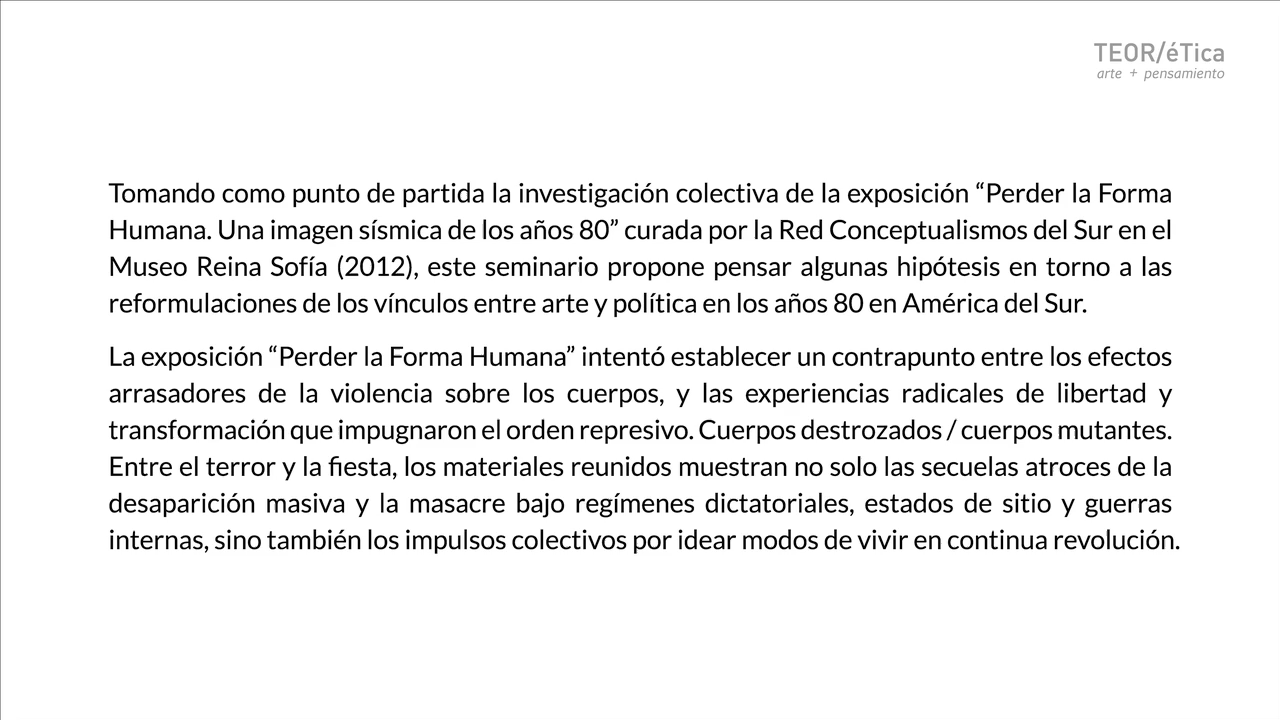 TEOR/éTica
arte + pensamiento
Tomando como punto de partida la investigación colectiva de la exposición “Perder la Forma
Humana. Una imagen sísmica de los años 80” curada por la Red Conceptualismos del Sur en el
Museo Reina Sofía (2012), este seminario propone pensar algunas hipótesis en torno a las
reformulaciones de los vínculos entre arte y política en los años 80 en América del Sur.
La exposición “Perder la Forma Humana” intentó establecer un contrapunto entre los efectos
arrasadores de la violencia sobre los cuerpos, y las experiencias radicales de libertad y
transformación que impugnaron el orden represivo. Cuerpos destrozados / cuerpos mutantes.
Entre el terror y la fiesta, los materiales reunidos muestran no solo las secuelas atroces de la
desaparición masiva y la masacre bajo regímenes dictatoriales, estados de sitio y guerras
internas, sino también los impulsos colectivos por idear modos de vivir en continua revolución.